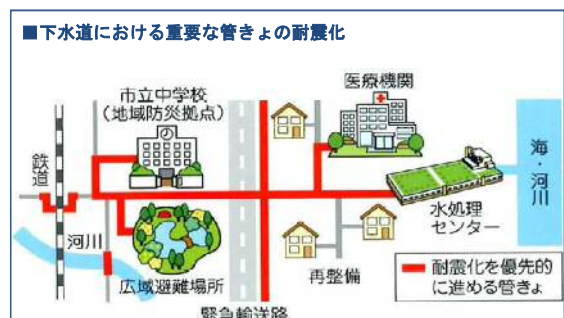 ■下水道における重要な管きょの耐震化
市立中学校
(地域防災拠点)
医療機関
鉄道
海・河川
水処理
センター
河川
広域避難場所
再整備
耐震化を優先的
に進める管きょ
緊急輸送路